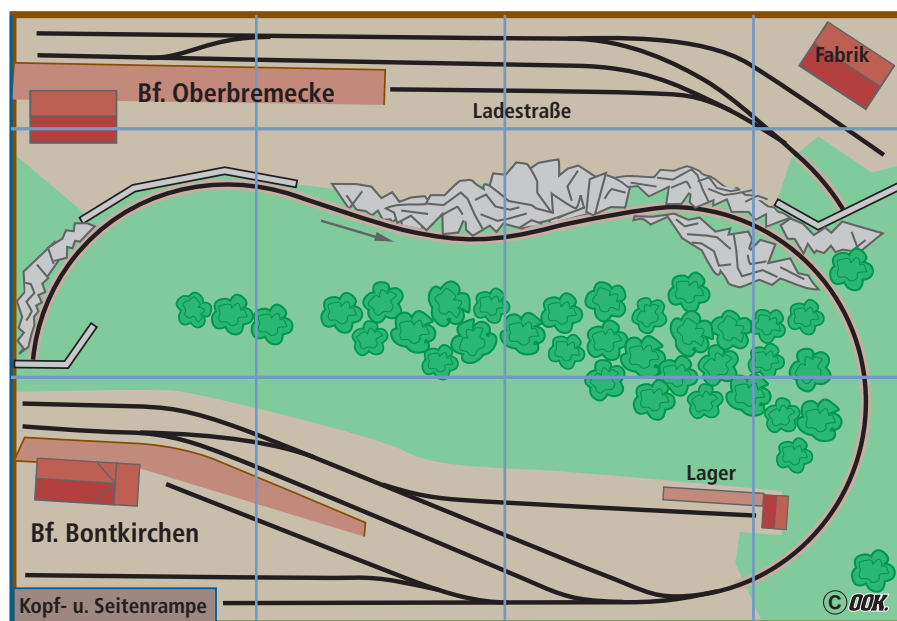 Fabrik
Bf. Oberbremecke
Ladestraße
Lager
Bf. Bontkirchen
Kopf- u. Seitenrampe
© OOK.